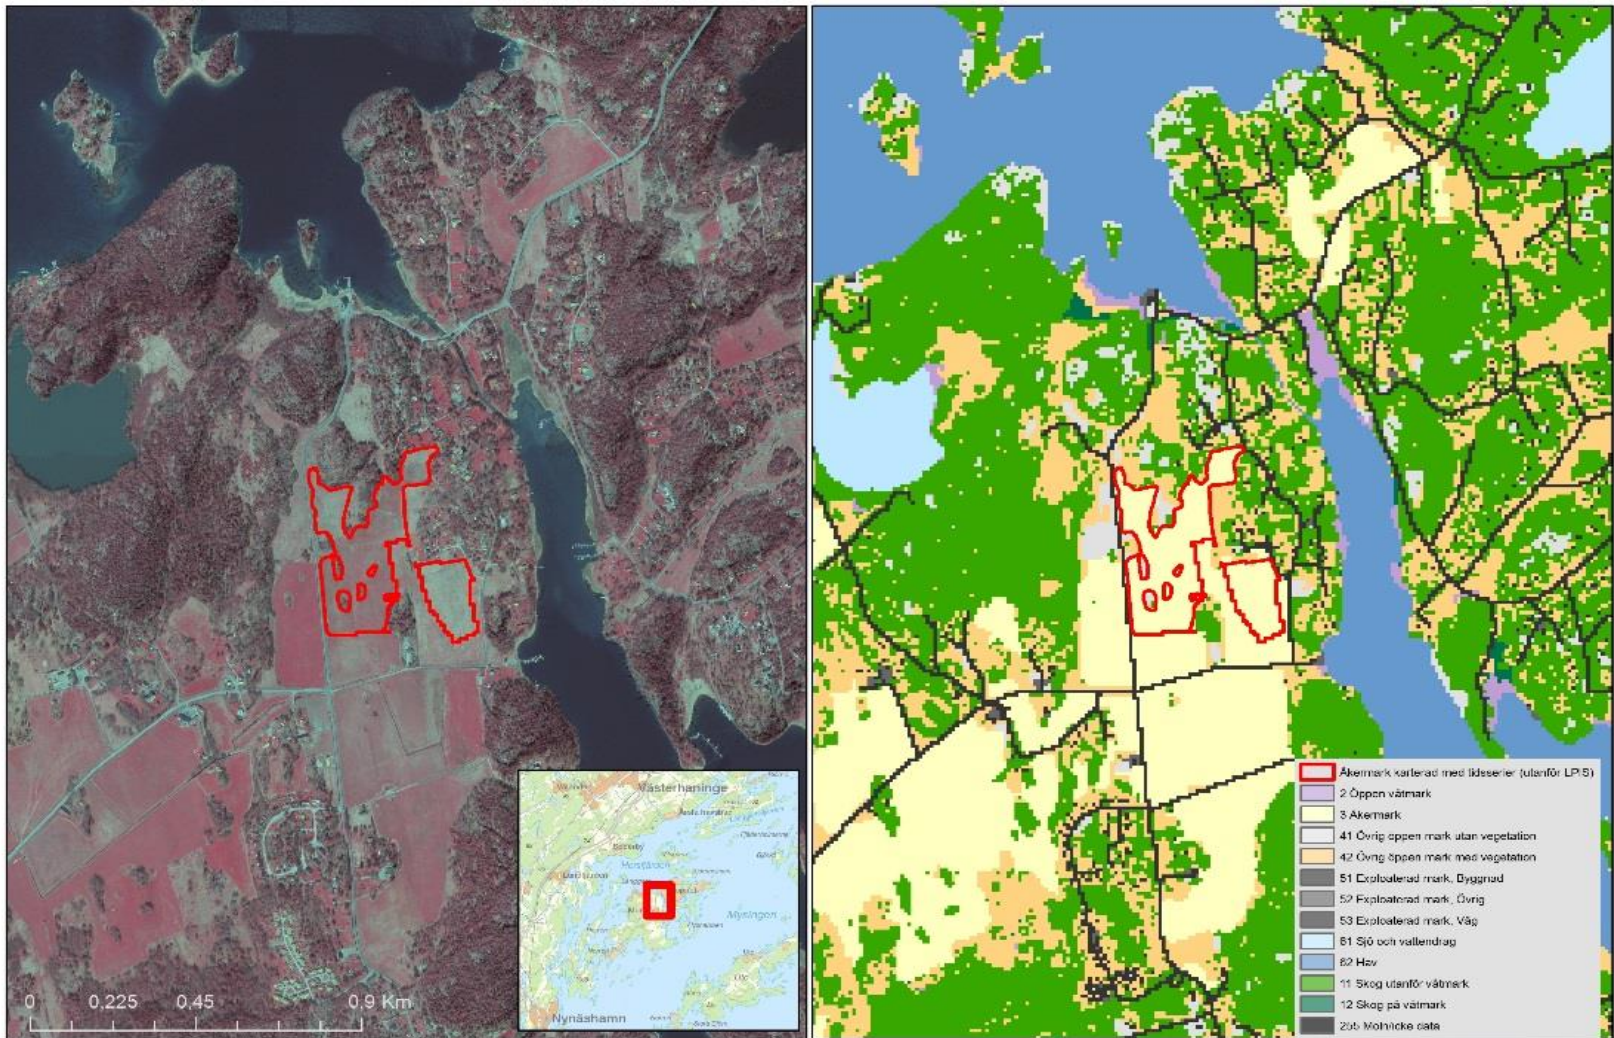 0
0,225
0,45
0,9 Km
Västerhaninge
Mysingen
Nynäshamn
Åkermark karterad med tidsserier (utanför LPIS)
2 Öppen våtmark
3 Åkermark
41 Övrig öppen mark utan vegetation
42 Övrig öppen mark med vegetation
51 Exploaterad mark, Byggnad
52 Exploaterad mark, Övrig
53 Exploaterad mark, Väg
61 Sjö och vattendrag
62 Hav
11 Skog utanför våtmark
12 Skog på våtmark
255 Moln/icke data